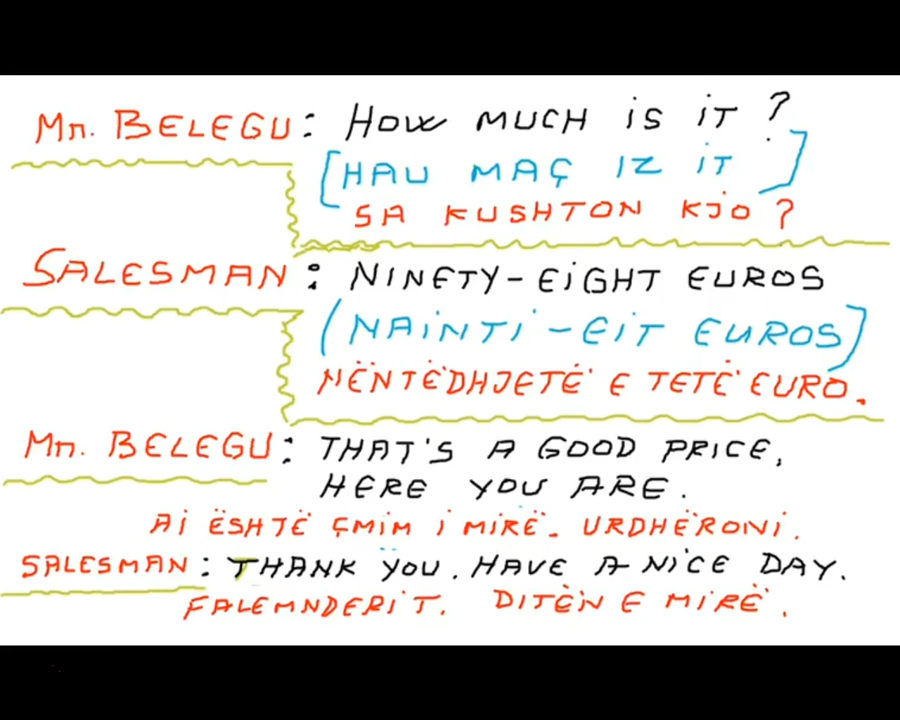 Mr. BELEGU: HOW MUCH IS IT?
[HAU MAÇ IZ IT]
SA KUSHTON KJO?
SALESMAN: NINETY-EIGHT EUROS
(NAINTI-EIT EUROS]
NËNTËDHJETË E TETË EURO.
Mr. BELEGU: THAT'S A GOOD PRICE,
HERE YOU ARE.
AI ËSHTË ÇMIM I MIRË. URDHËRONI.
SALESMAN: THANK YOU. HAVE A NICE DAY.
FALEMNDERIT. DITËN E MIRË.